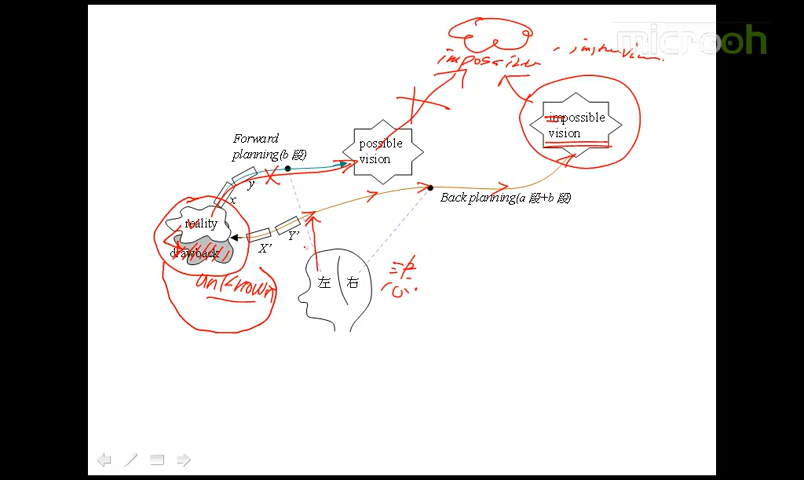 microoh
impossible
impossible
vision
possible
vision
Forward
planning(b 段)
y
x
reality
drawback
Back planning(a 段+b 段)
X'
Y'
unknown
左
右